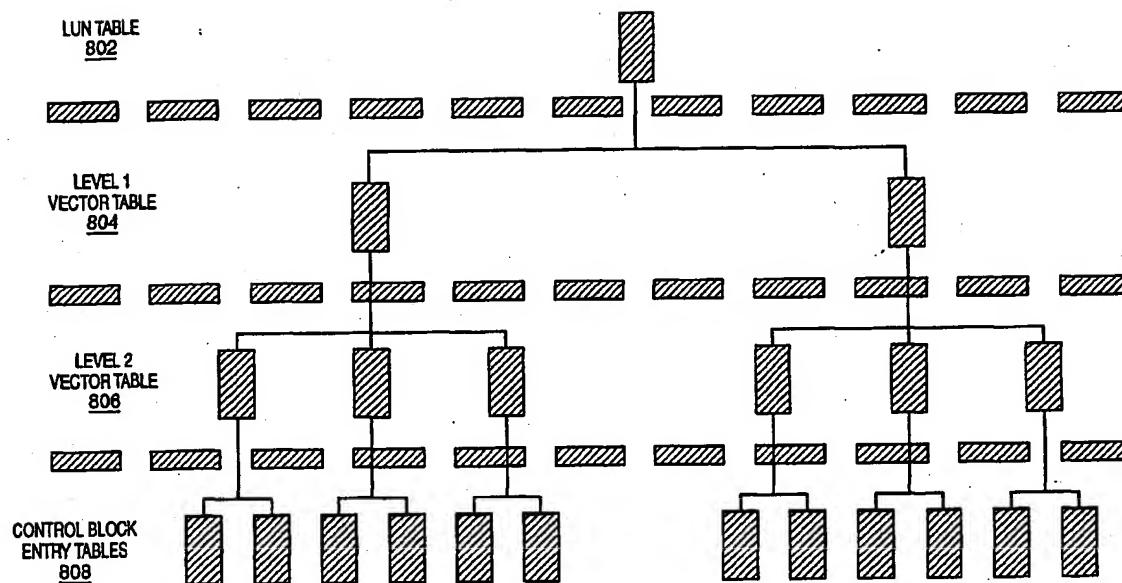 LUN TABLE
802
LEVEL 1
VECTOR TABLE
804
LEVEL 2
VECTOR TABLE
806
CONTROL BLOCK
ENTRY TABLES
808